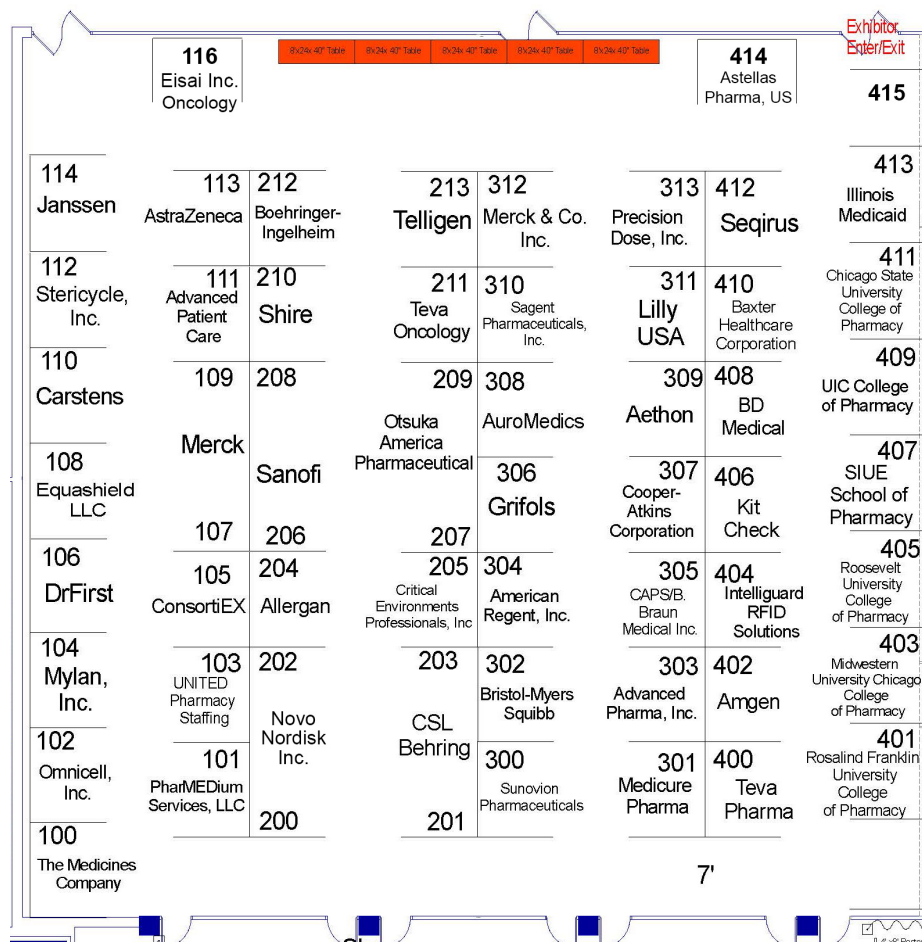 Exhibitor
Enter/Exit
116
Eisai Inc.
Oncology
8'x24x 40" Table
8'x24x 40" Table
8'x24x 40" Table
8'x24x 40" Table
8'x24x 40" Table
414
Astellas
Pharma, US
415
114
Janssen
112
Stericycle,
Inc.
110
Carstens
108
Equashield
LLC
106
DrFirst
104
Mylan,
Inc.
102
Omnicell,
Inc.
100
The Medicines
Company
113
AstraZeneca
111
Advanced
Patient
Care
109
Merck
107
105
ConsortiEX
103
UNITED
Pharmacy
Staffing
101
PharMEDium
Services, LLC
212
Boehringer-
Ingelheim
210
Shire
208
Sanofi
206
204
Allergan
202
Novo
Nordisk
Inc.
200
213
Telligen
211
Teva
Oncology
209
Otsuka
America
Pharmaceutical
207
205
Critical
Environments
Professionals, Inc
203
CSL
Behring
201
312
Merck & Co.
Inc.
310
Sagent
Pharmaceuticals,
Inc.
308
AuroMedics
306
Grifols
304
American
Regent, Inc.
302
Bristol-Myers
Squibb
300
Sunovion
Pharmaceuticals
313
Precision
Dose, Inc.
311
Lilly
USA
309
Aethon
307
Cooper-
Atkins
Corporation
305
CAPS/B.
Braun
Medical Inc.
303
Advanced
Pharma, Inc.
301
Medicure
Pharma
412
Seqirus
410
Baxter
Healthcare
Corporation
408
BD
Medical
406
Kit
Check
404
Intelliguard
RFID
Solutions
402
Amgen
400
Teva
Pharma
413
Illinois
Medicaid
411
Chicago State
University
College of
Pharmacy
409
UIC College
of Pharmacy
407
SIUE
School of
Pharmacy
405
Roosevelt
University
College
of Pharmacy
403
Midwestern
University Chicago
College
of Pharmacy
401
Rosalind Franklin
University
College
of Pharmacy
7'